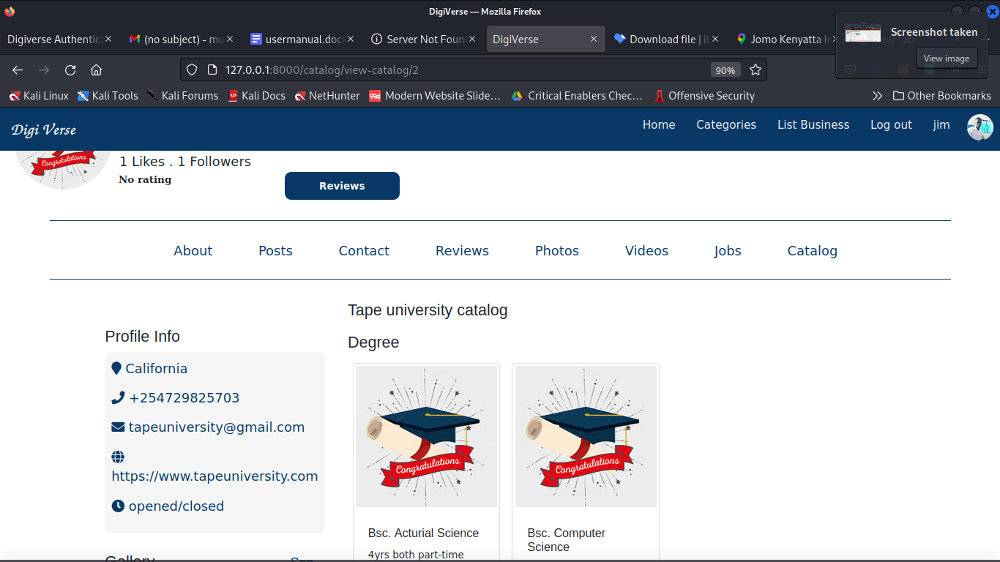 DigiVerse — Mozilla Firefox
Digiverse Authentic
(no subject) - mu
usermanual.docx
Server Not Foun
DigiVerse
Download file | il
Jomo Kenyatta In
New Tab
Screenshot taken
View image
127.0.0.1:8000/catalog/view-catalog/2
90%
Kali Linux
Kali Tools
Kali Forums
Kali Docs
NetHunter
Modern Website Slide…
Critical Enablers Chec…
Offensive Security
Other Bookmarks
Digi Verse
Home
Categories
List Business
Log out
jim
Congratulations
1 Likes . 1 Followers
No rating
Reviews
About
Posts
Contact
Reviews
Photos
Videos
Jobs
Catalog
Profile Info
California
+254729825703
tapeuniversity@gmail.com
https://www.tapeuniversity.com
opened/closed
Gallery
See
Tape university catalog
Degree
Congratulations
Bsc. Acturial Science
4yrs both part-time
Congratulations
Bsc. Computer
Science